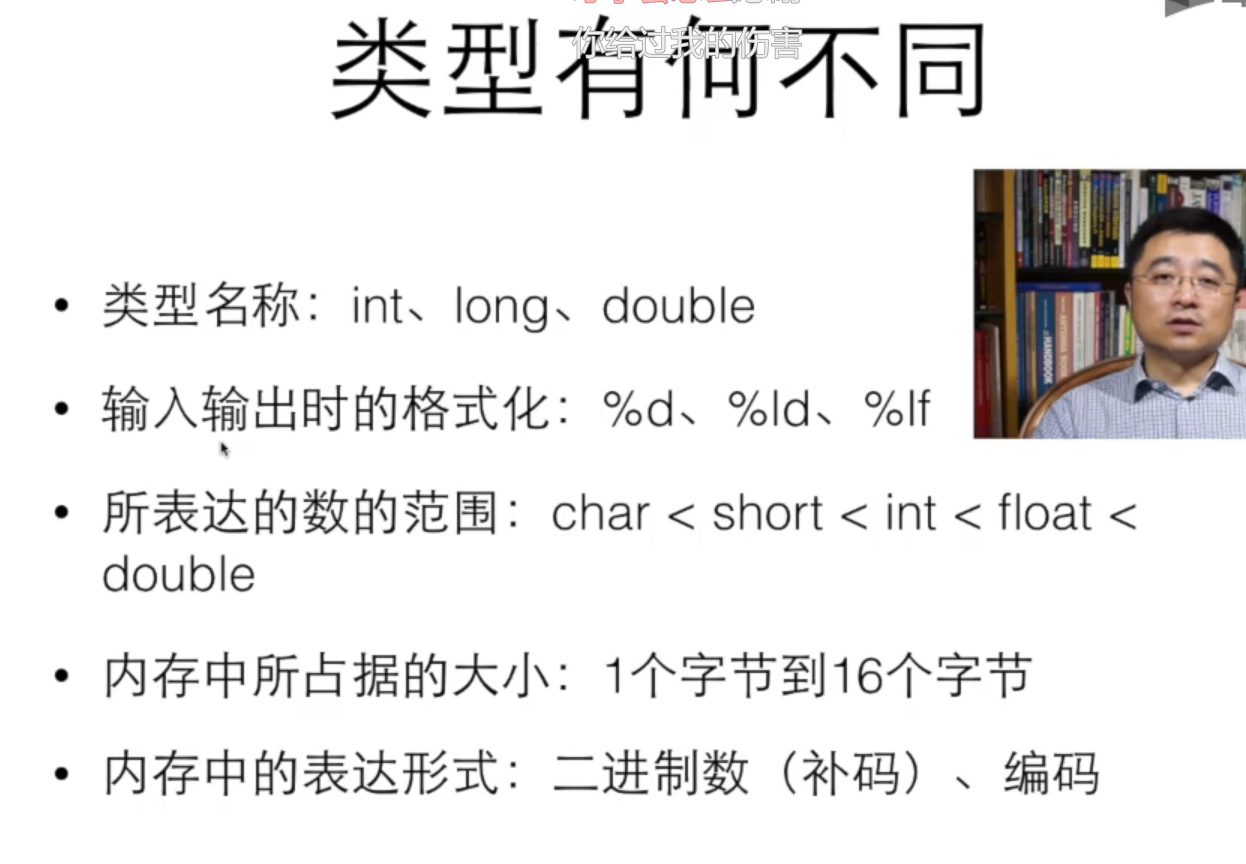 你给过我的伤害
类型有何不同
• 类型名称：int、long、double
• 输入输出时的格式化：%d、%ld、%lf
• 所表达的数的范围：char < short < int < float <
double
• 内存中所占据的大小：1个字节到16个字节
• 内存中的表达形式：二进制数（补码）、编码
HANDBOOK